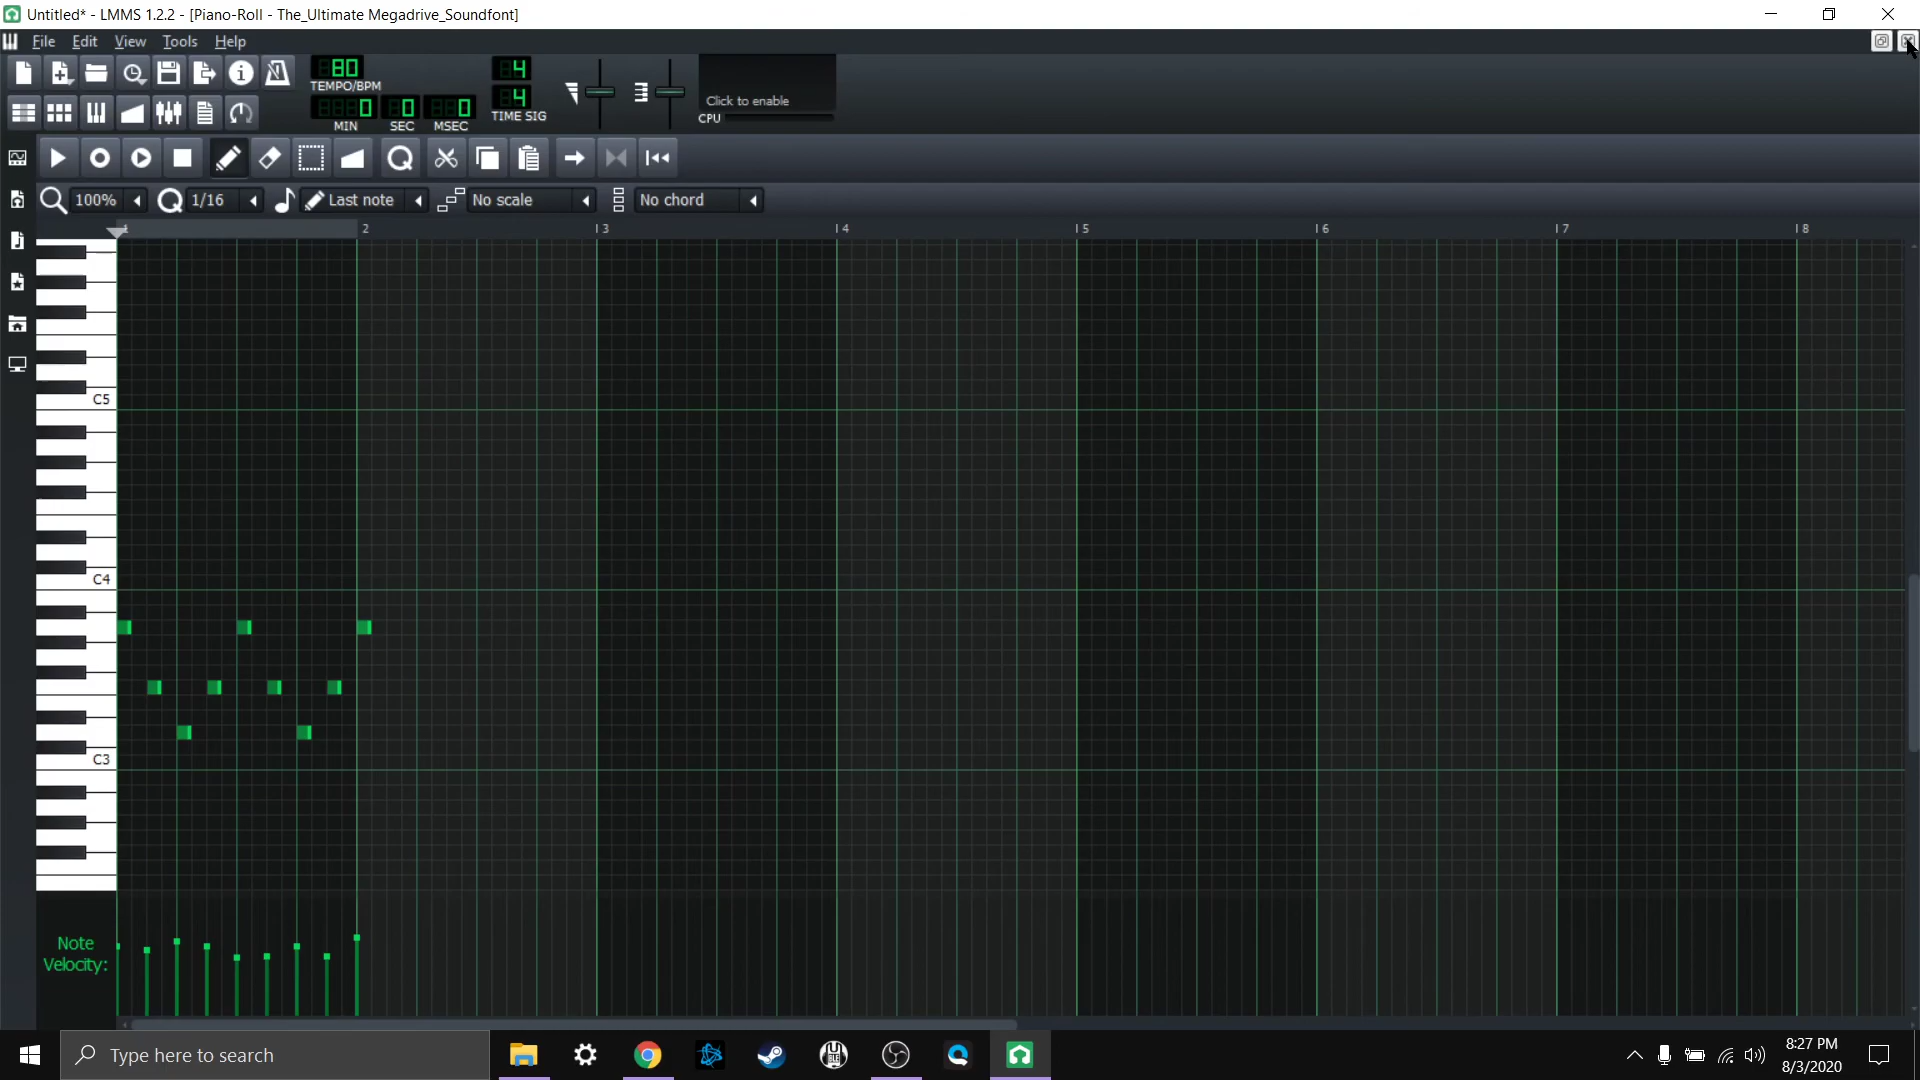 Untitled* - LMMS 1.2.2 - [Piano-Roll - The_Ultimate Megadrive_Soundfont]
File Edit View Tools Help
80
TEMPO/BPM
0 0 0
MIN SEC MSEC
4
4
TIME SIG
Click to enable
CPU
100% 1/16 Last note No scale No chord
1 2 3 4 5 6 7 8
C5
C4
C3
Note
Velocity:
Type here to search
8:27 PM
8/3/2020